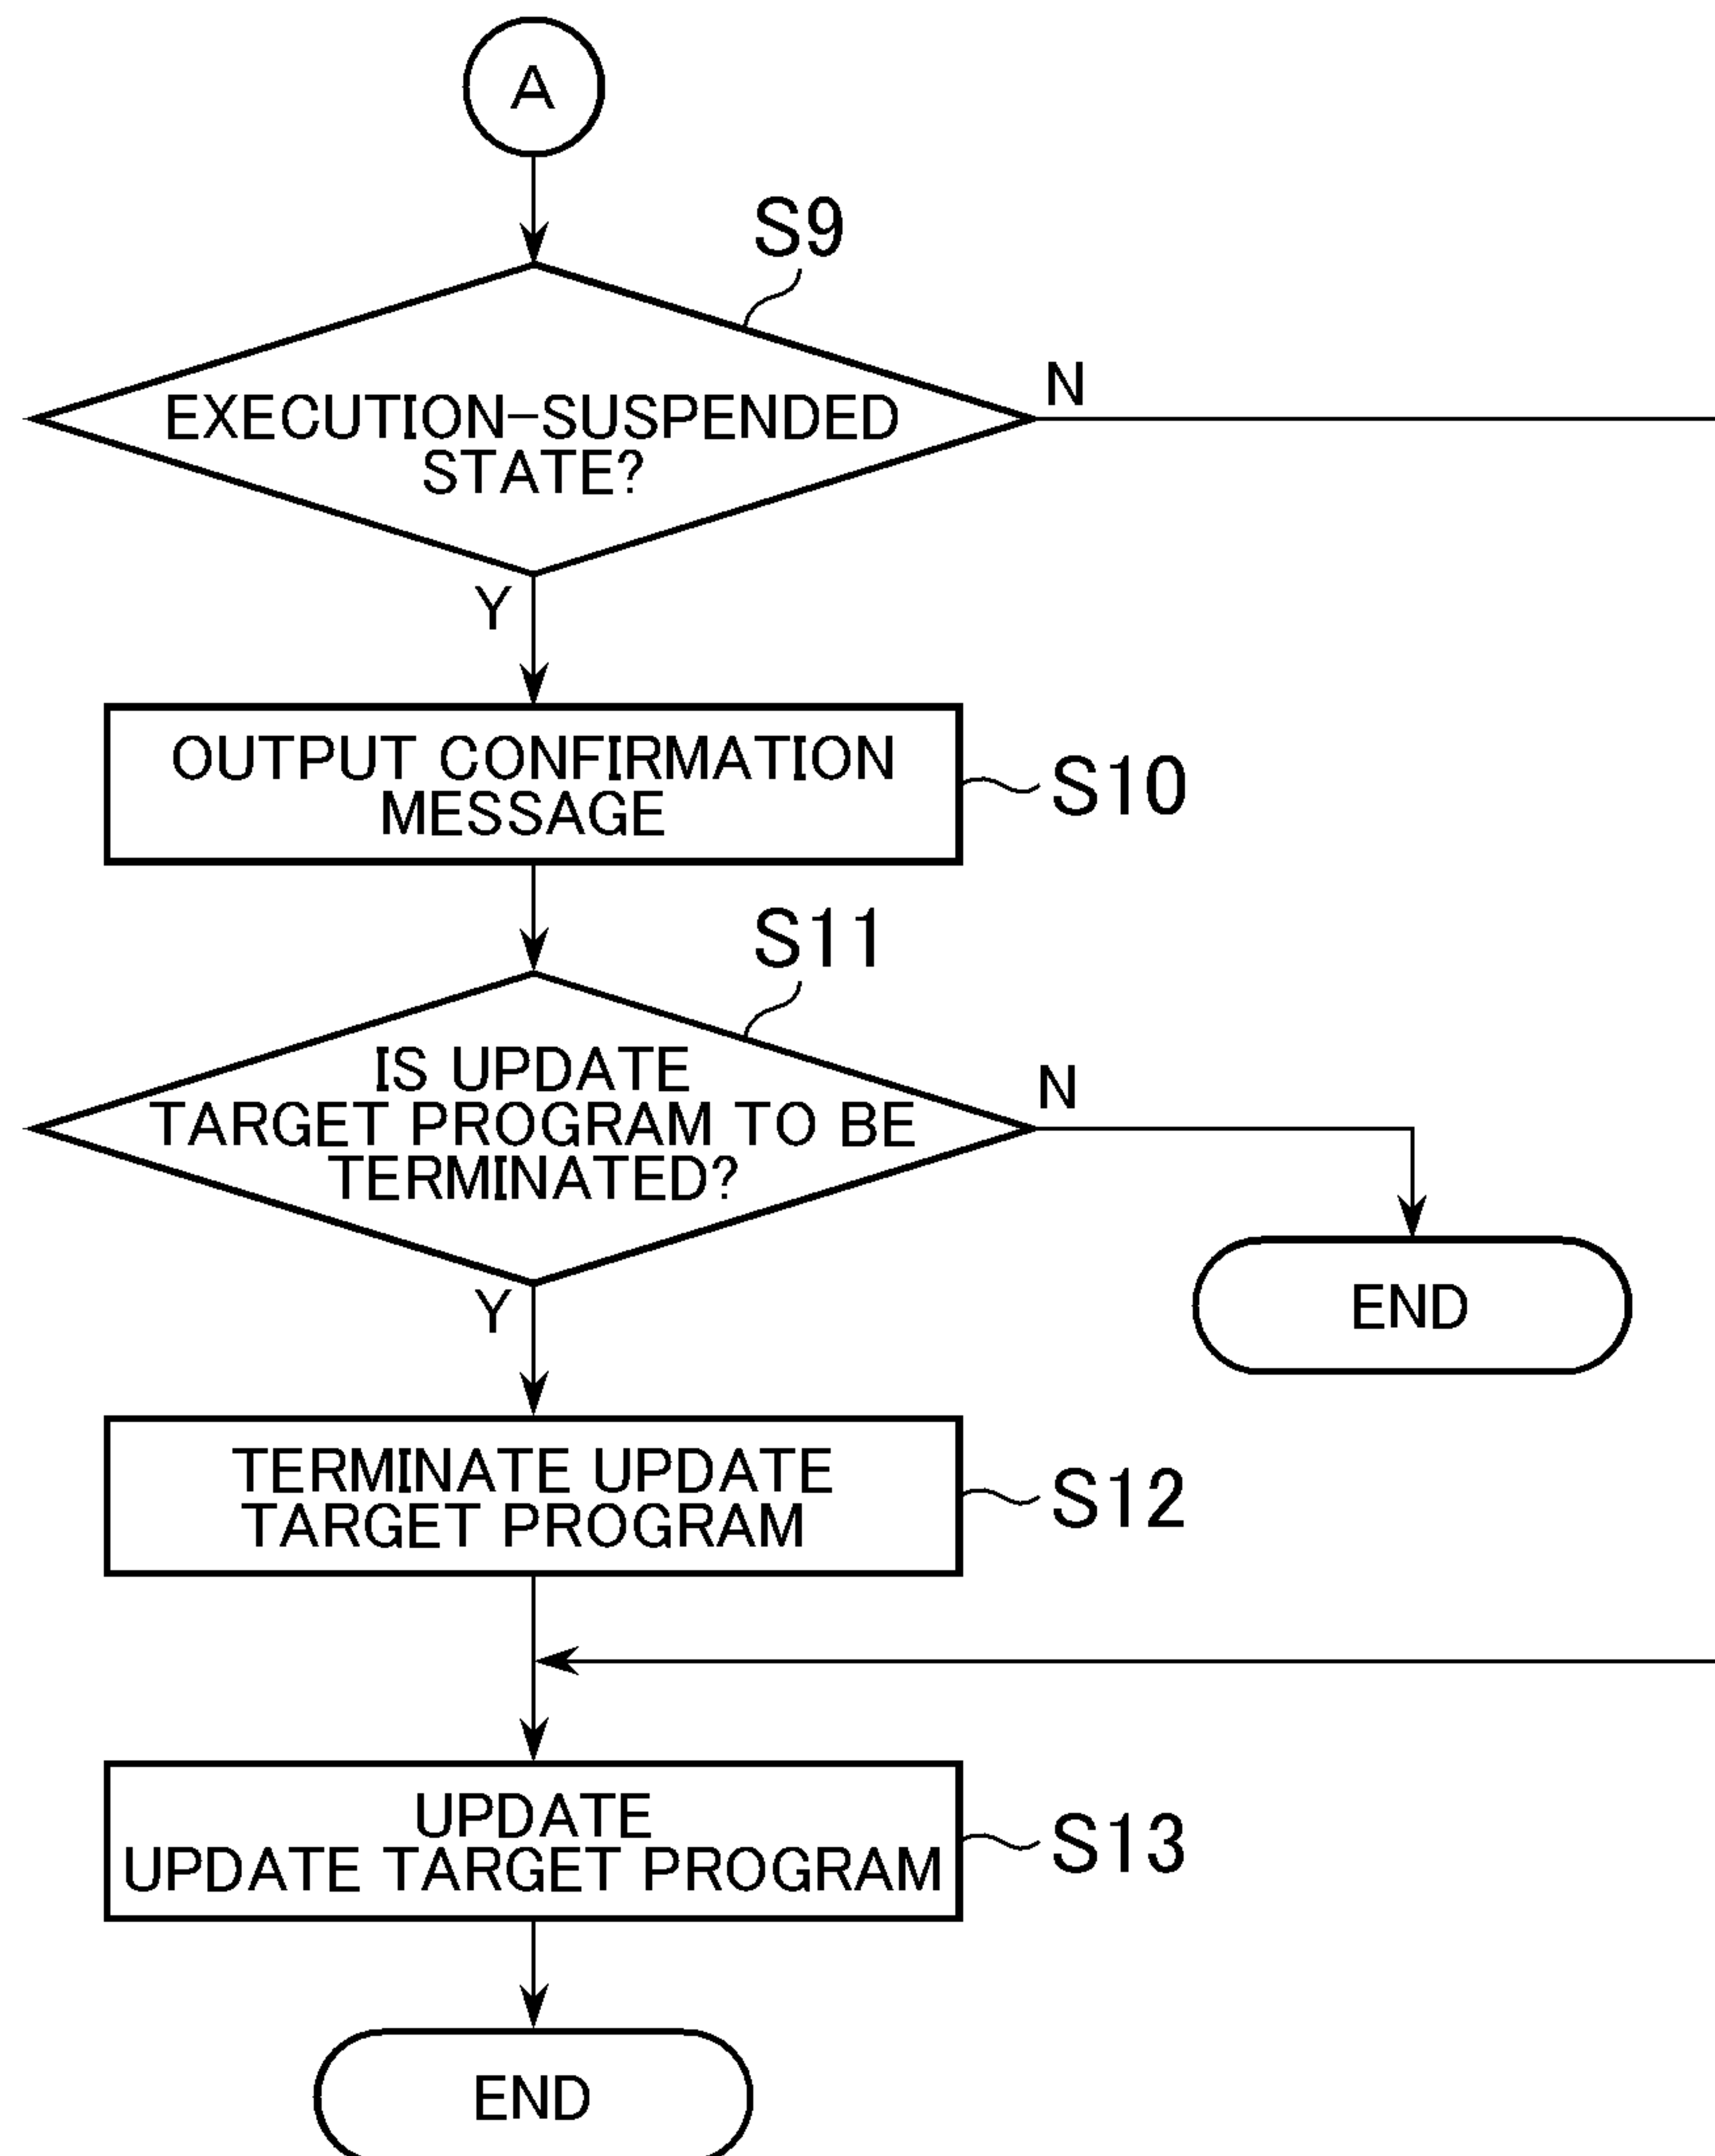 A
S9
EXECUTION-SUSPENDED
STATE?
N
Y
OUTPUT CONFIRMATION
MESSAGE
S10
S11
IS UPDATE
TARGET PROGRAM TO BE
TERMINATED?
N
Y
END
TERMINATE UPDATE
TARGET PROGRAM
S12
UPDATE
UPDATE TARGET PROGRAM
S13
END